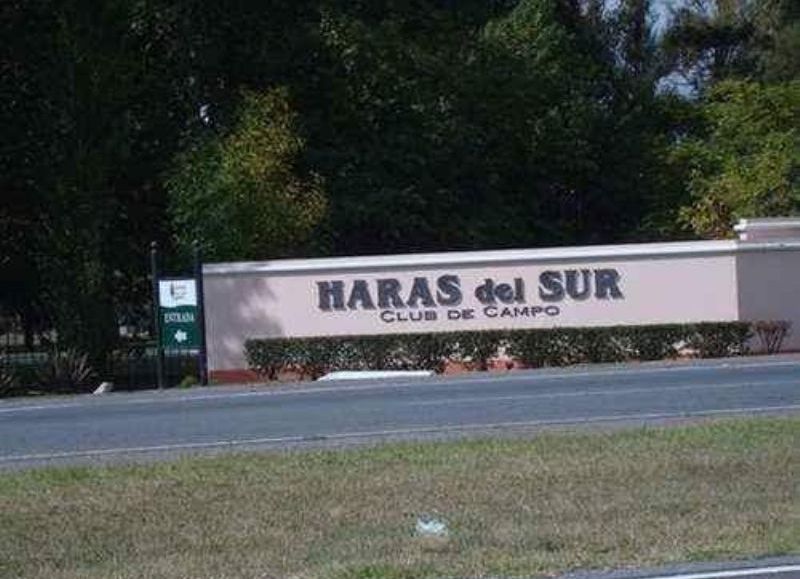 HARAS del SUR
CLUB DE CAMPO
ENTRADA